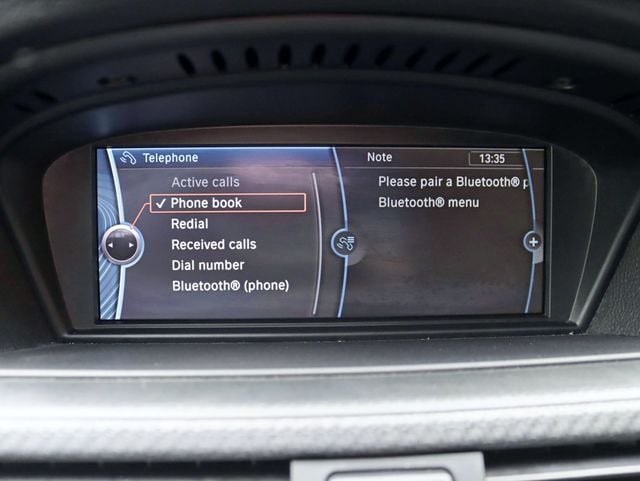 Telephone
Note
13:35
Active calls
Phone book
Redial
Received calls
Dial number
Bluetooth® (phone)
Please pair a Bluetooth® p
Bluetooth® menu